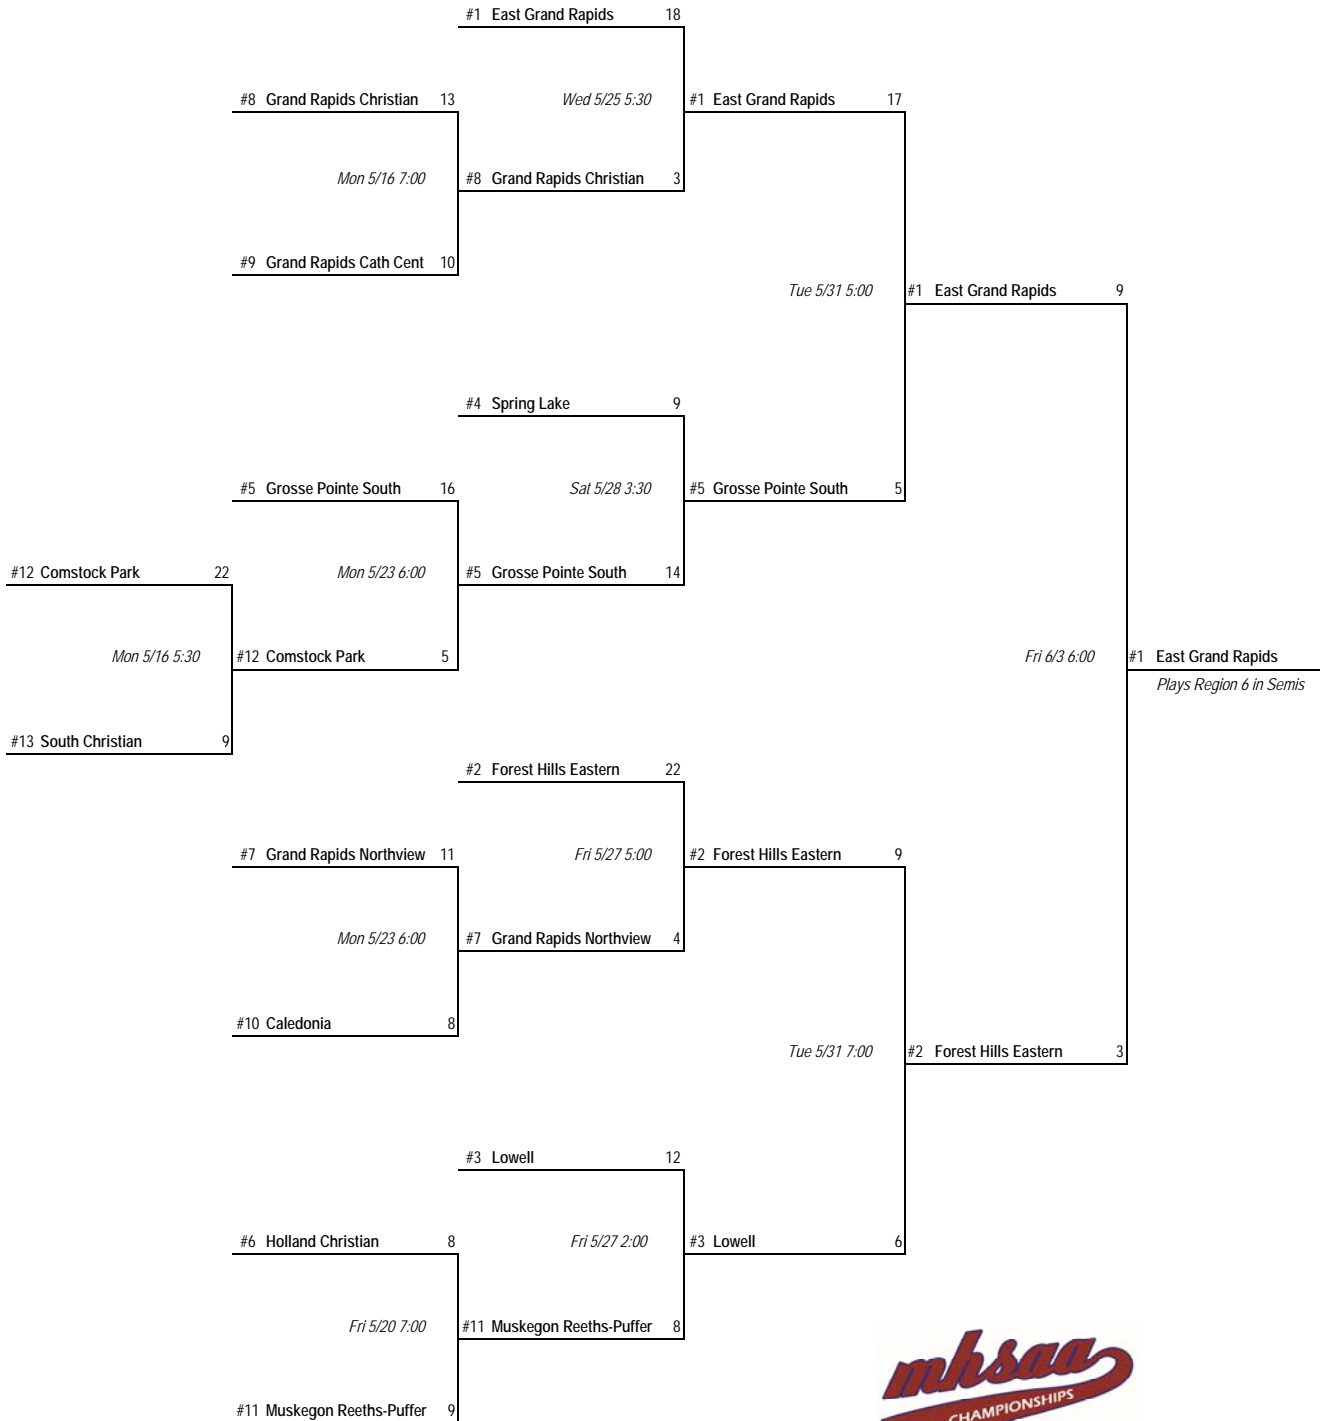 #1 East Grand Rapids 18
#8 Grand Rapids Christian 13
Wed 5/25 5:30
#1 East Grand Rapids 17
Mon 5/16 7:00
#8 Grand Rapids Christian 3
#9 Grand Rapids Cath Cent 10
Tue 5/31 5:00
#1 East Grand Rapids 9
#4 Spring Lake 9
#5 Grosse Pointe South 16
Sat 5/28 3:30
#5 Grosse Pointe South 5
#12 Comstock Park 22
Mon 5/23 6:00
#5 Grosse Pointe South 14
Mon 5/16 5:30
#12 Comstock Park 5
Fri 6/3 6:00
#1 East Grand Rapids
Plays Region 6 in Semis
#13 South Christian 9
#2 Forest Hills Eastern 22
#7 Grand Rapids Northview 11
Fri 5/27 5:00
#2 Forest Hills Eastern 9
Mon 5/23 6:00
#7 Grand Rapids Northview 4
#10 Caledonia 8
Tue 5/31 7:00
#2 Forest Hills Eastern 3
#3 Lowell 12
#6 Holland Christian 8
Fri 5/27 2:00
#3 Lowell 6
Fri 5/20 7:00
#11 Muskegon Reeths-Puffer 8
mhsaa
CHAMPIONSHIPS
#11 Muskegon Reeths-Puffer 9